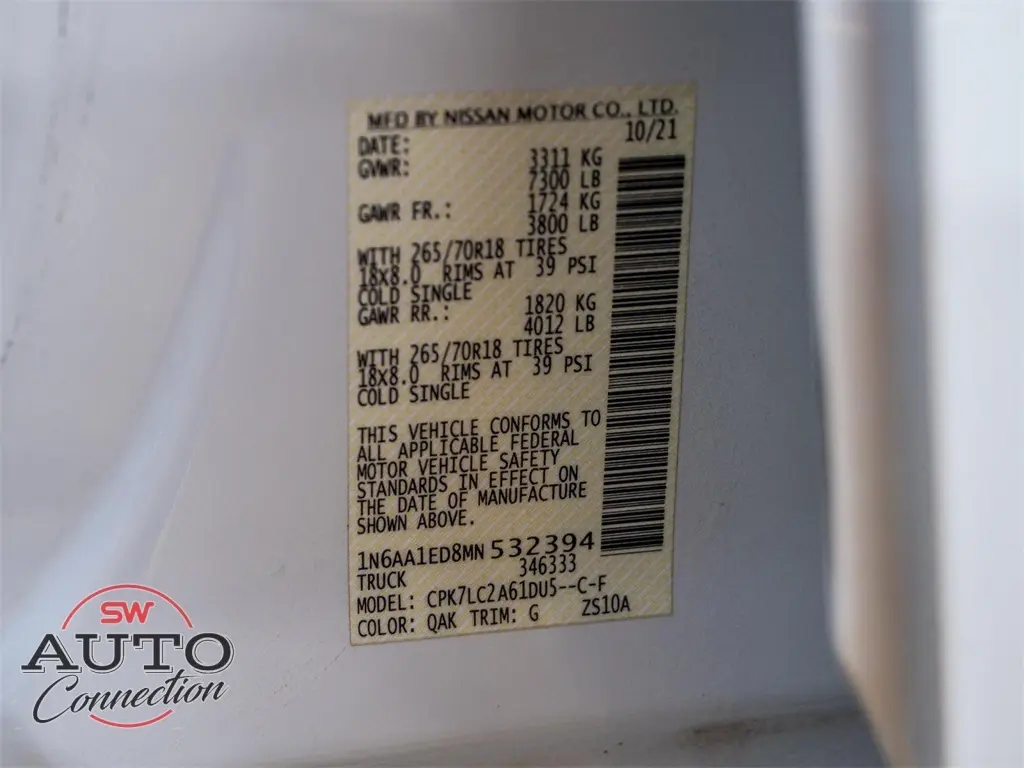 MFD BY NISSAN MOTOR CO., LTD.
DATE: 10/21
GVWR: 3311 KG
7300 LB
GAWR FR.: 1724 KG
3800 LB
WITH 265/70R18 TIRES
18X8.0 RIMS AT 39 PSI
COLD SINGLE
GAWR RR.: 1820 KG
4012 LB
WITH 265/70R18 TIRES
18X8.0 RIMS AT 39 PSI
COLD SINGLE
THIS VEHICLE CONFORMS TO
ALL APPLICABLE FEDERAL
MOTOR VEHICLE SAFETY
STANDARDS IN EFFECT ON
THE DATE OF MANUFACTURE
SHOWN ABOVE.
1N6AA1ED8MN 532394
TRUCK 346333
MODEL: CPK7LC2A61DU5--C-F
COLOR: QAK TRIM: G ZS10A
SW
AUTO
Connection